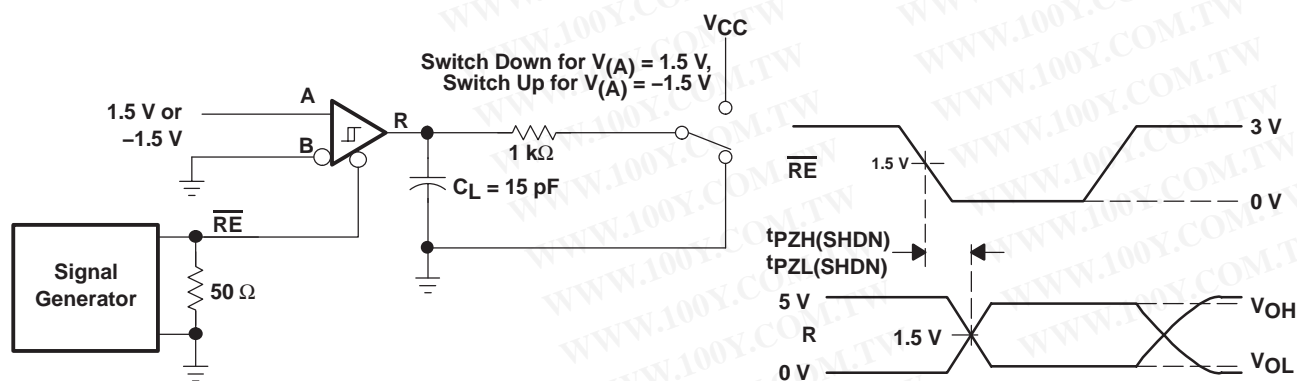 VCC
Switch Down for V(A) = 1.5 V,
Switch Up for V(A) = –1.5 V
A
1.5 V or
–1.5 V
R
B
1 kΩ
CL = 15 pF
RE
Signal
Generator
50 Ω
3 V
1.5 V
RE
0 V
tPZH(SHDN)
tPZL(SHDN)
5 V
VOH
R
1.5 V
0 V
VOL
WWW.100Y.COM.TW